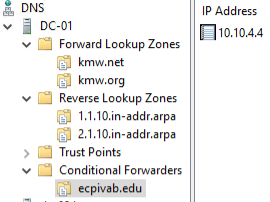 DNS
DC-01
Forward Lookup Zones
kmw.net
kmw.org
Reverse Lookup Zones
1.1.10.in-addr.arpa
2.1.10.in-addr.arpa
Trust Points
Conditional Forwarders
ecpivab.edu
IP Address
10.10.4.4